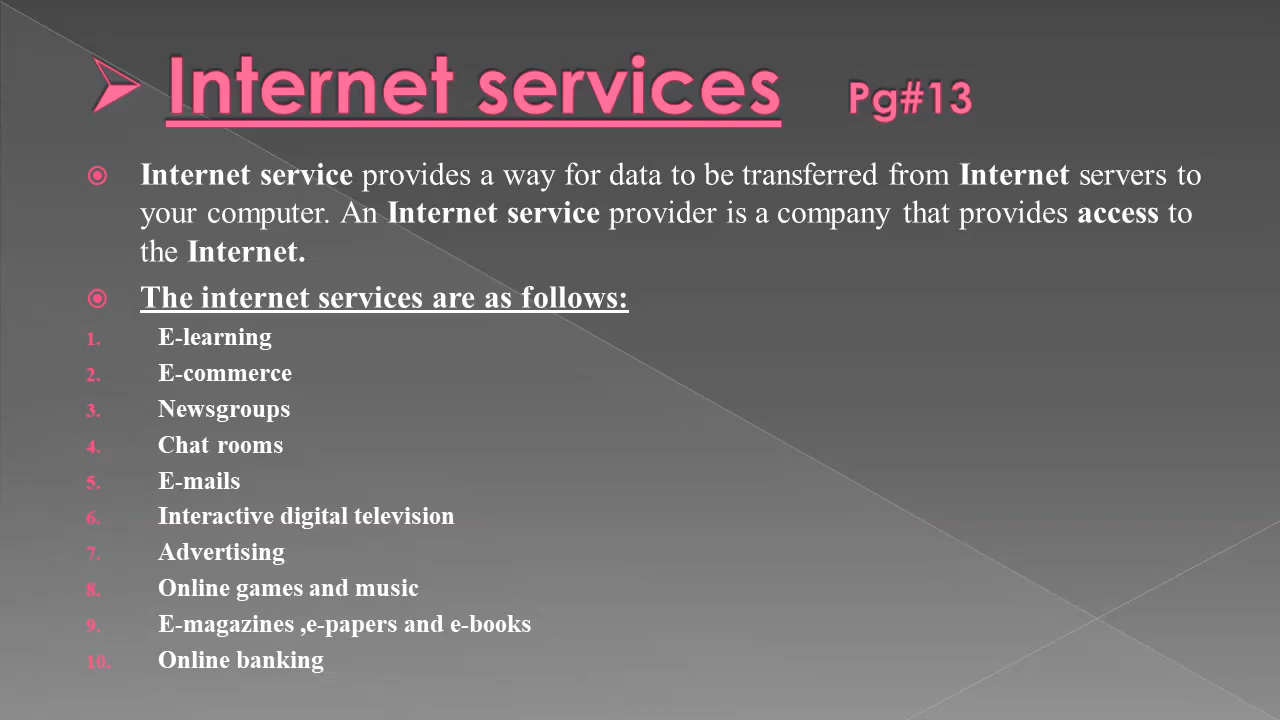 Internet services Pg#13
Internet service provides a way for data to be transferred from Internet servers to
your computer. An Internet service provider is a company that provides access to
the Internet.
The internet services are as follows:
1. E-learning
2. E-commerce
3. Newsgroups
4. Chat rooms
5. E-mails
6. Interactive digital television
7. Advertising
8. Online games and music
9. E-magazines ,e-papers and e-books
10. Online banking